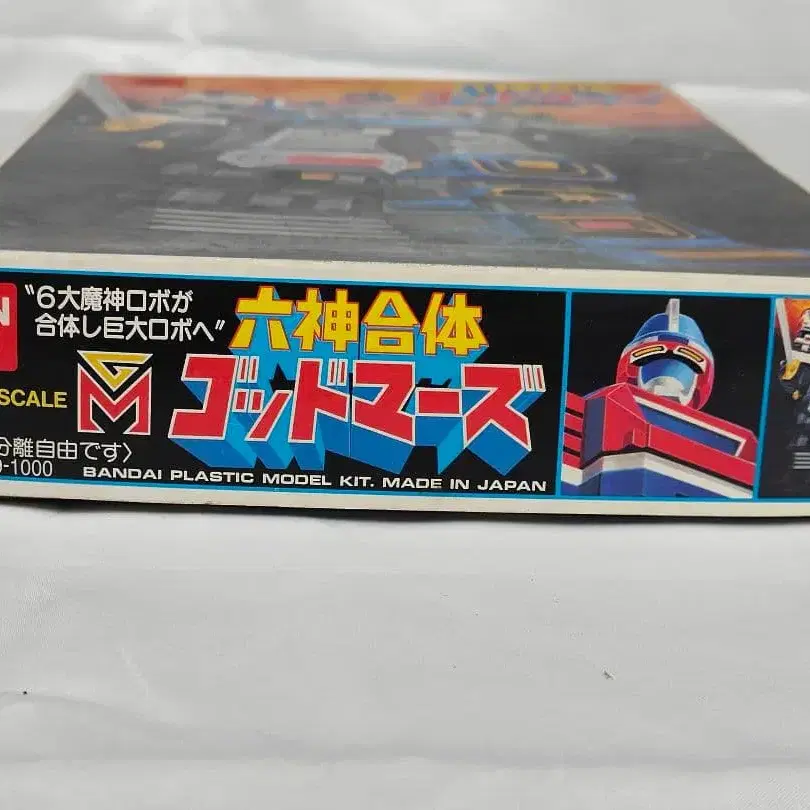 "6大魔神ロボが
合体し巨大ロボへ"
六神合体
SCALE
GM
ゴッドマーズ
分離自由です〉
-1000
BANDAI PLASTIC MODEL KIT. MADE IN JAPAN